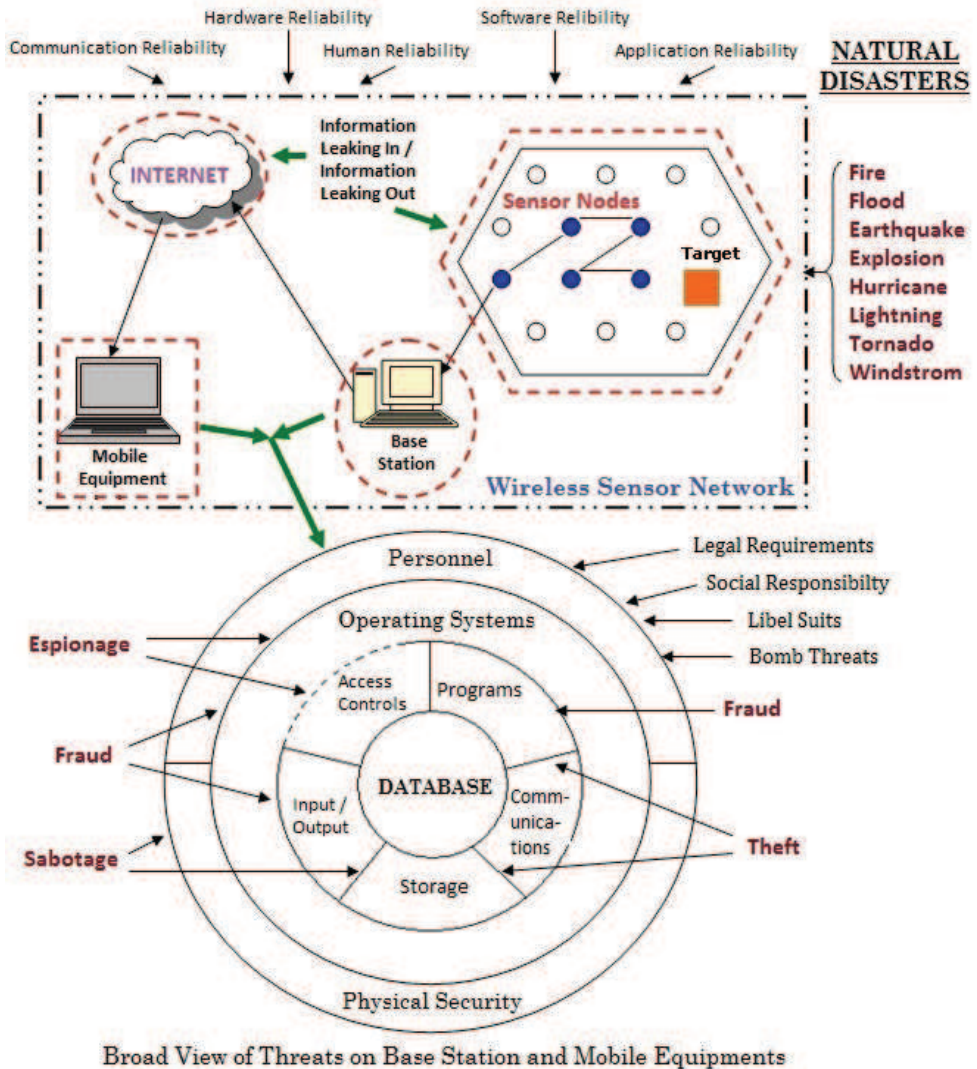 Hardware Relibility
Software Relibility
Communication Reliability
Human Reliability
Application Reliability
NATURAL
DISASTERS
Information
Leaking In /
Information
Leaking Out
INTERNET
Sensor Nodes
Target
Fire
Flood
Earthquake
Explosion
Hurricane
Lightning
Tornado
Windstrom
Mobile
Equipment
Base
Station
Wireless Sensor Network
Personnel
Legal Requirements
Social Responsibilty
Libel Suits
Bomb Threats
Operating Systems
Espionage
Access
Controls
Programs
Fraud
Fraud
DATABASE
Input /
Output
Comm-
unica-
tions
Sabotage
Theft
Storage
Physical Security
Broad View of Threats on Base Station and Mobile Equipments